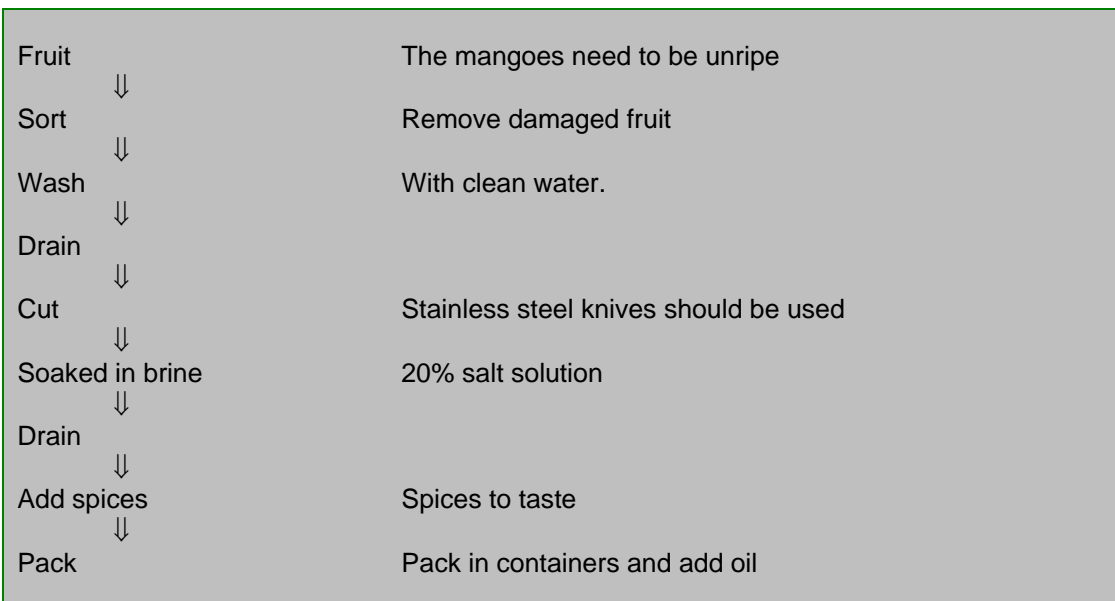 Fruit The mangoes need to be unripe
⇓
Sort Remove damaged fruit
⇓
Wash With clean water.
⇓
Drain
⇓
Cut Stainless steel knives should be used
⇓
Soaked in brine 20% salt solution
⇓
Drain
⇓
Add spices Spices to taste
⇓
Pack Pack in containers and add oil